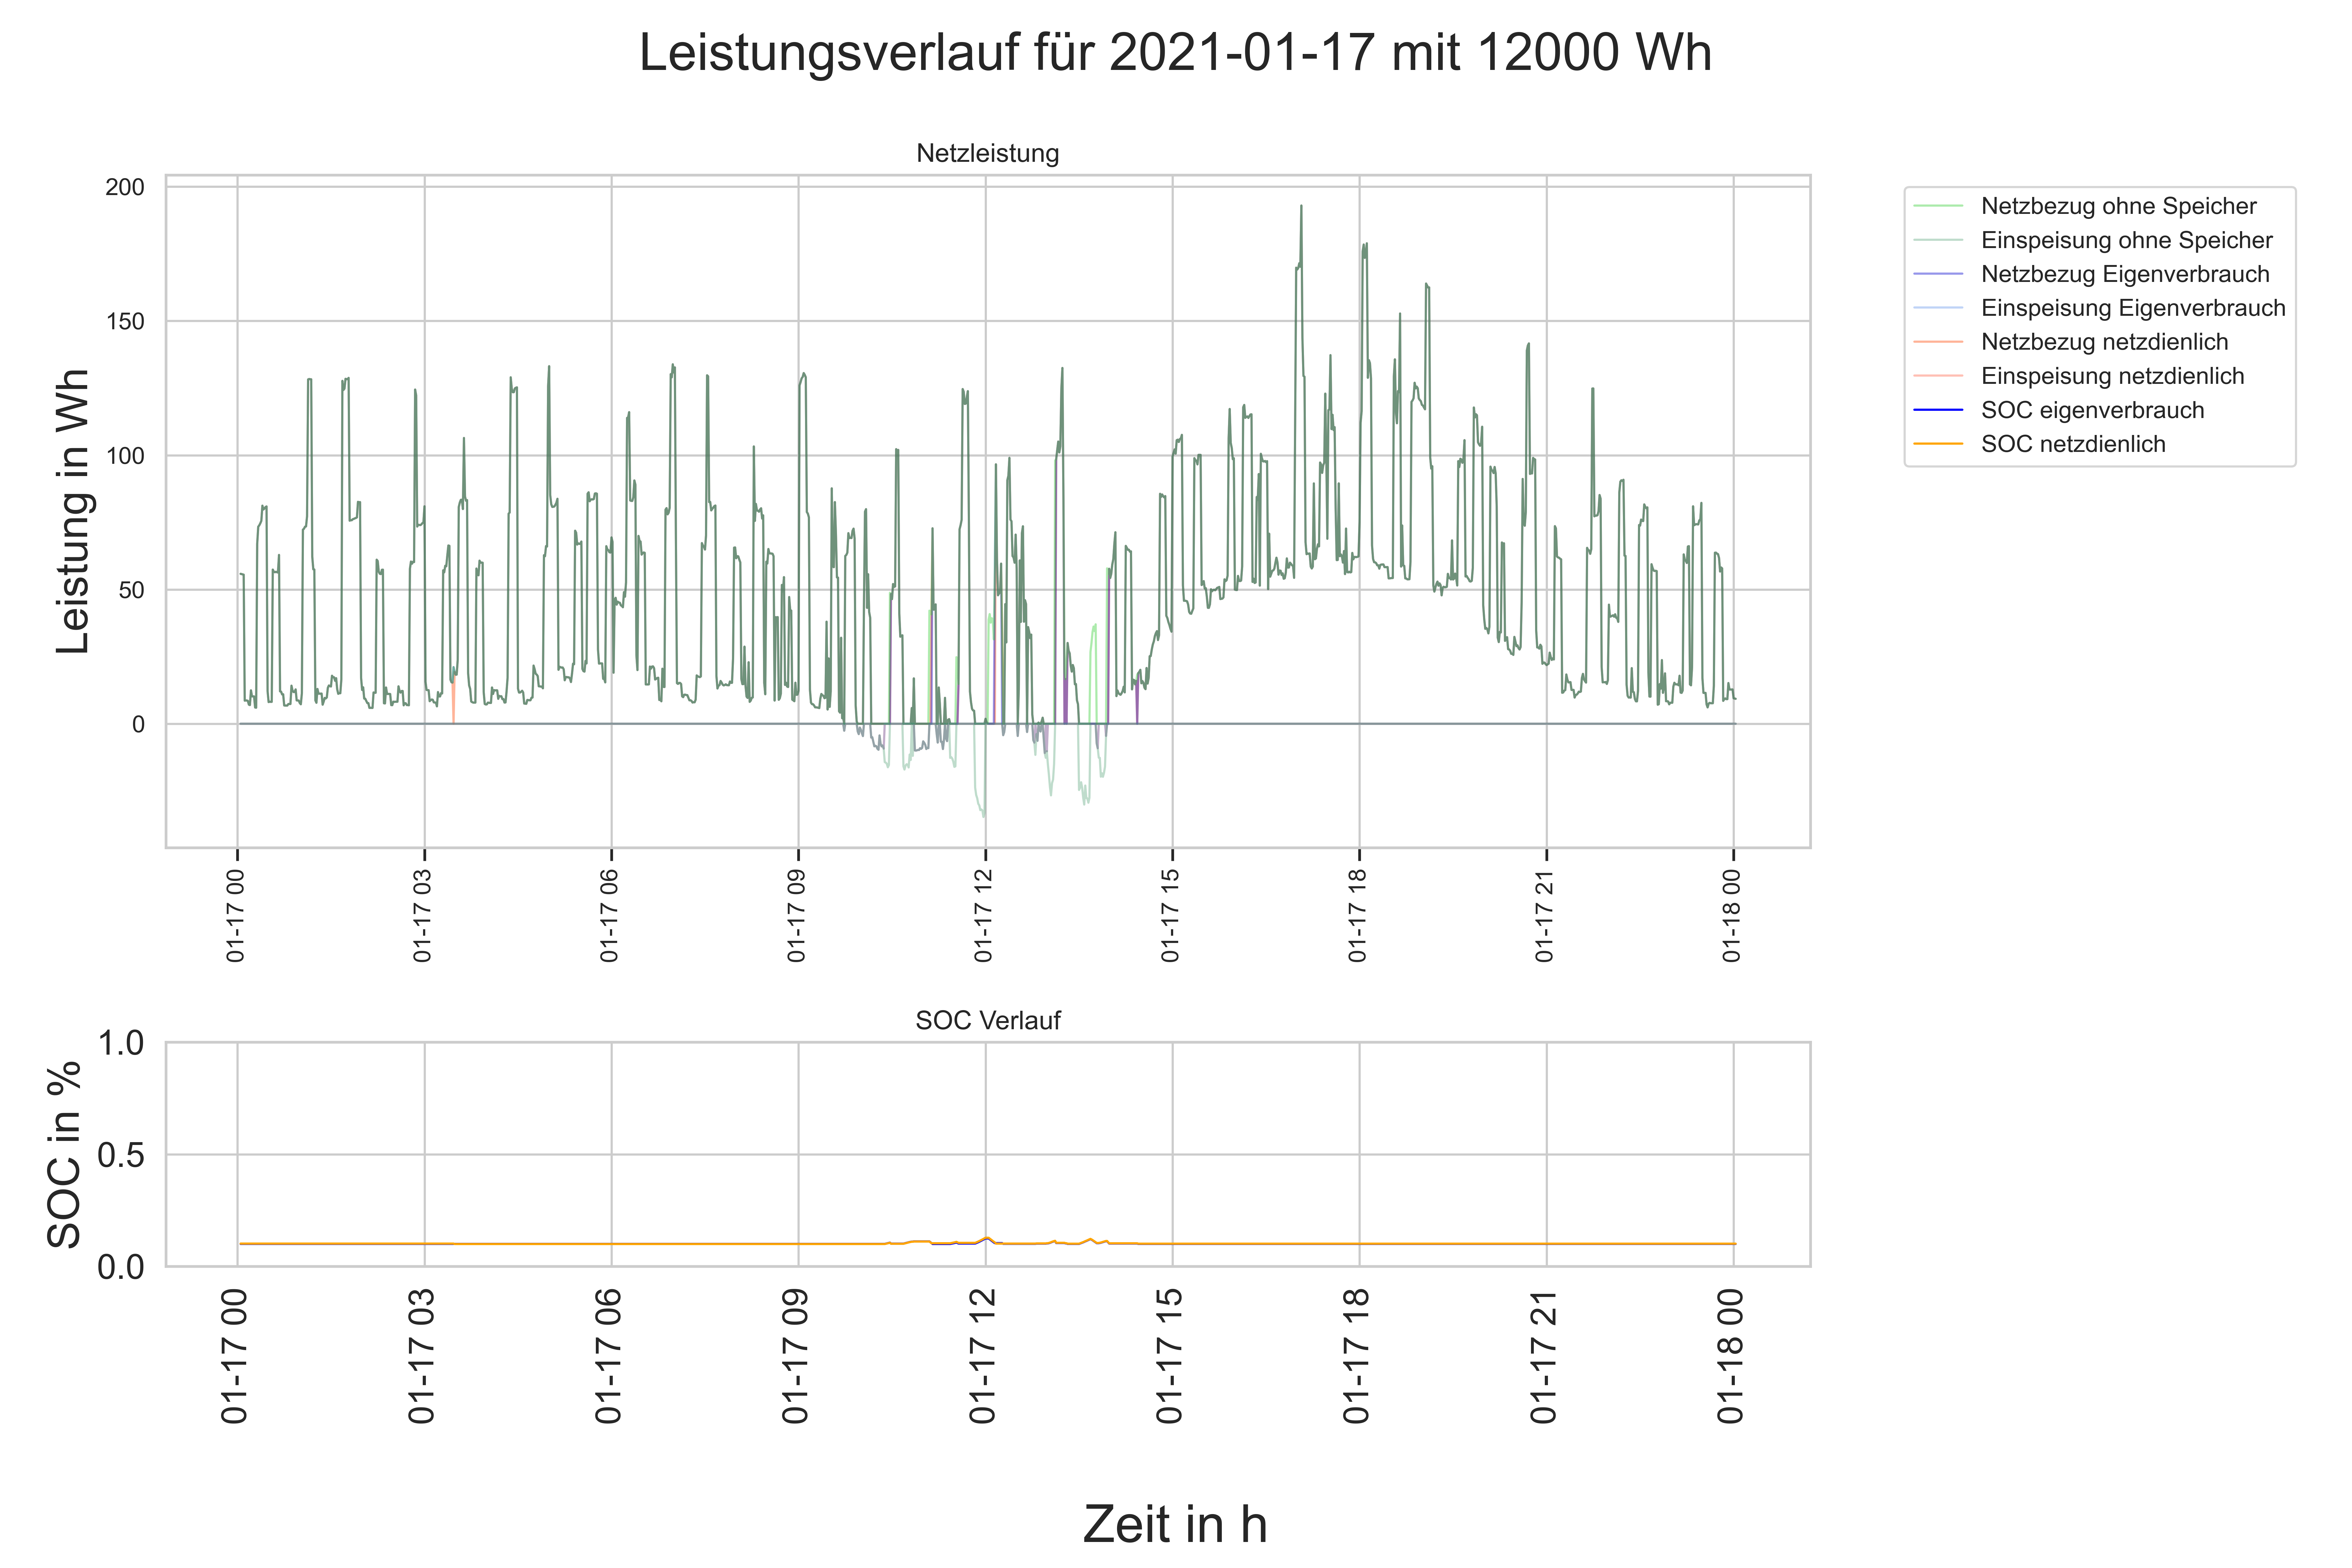 Leistungsverlauf für 2021-01-17 mit 12000 Wh
Netzleistung
Leistung in Wh
200
150
100
50
0
01-17 00
01-17 03
01-17 06
01-17 09
01-17 12
01-17 15
01-17 18
01-17 21
01-18 00
Netzbezug ohne Speicher
Einspeisung ohne Speicher
Netzbezug Eigenverbrauch
Einspeisung Eigenverbrauch
Netzbezug netzdienlich
Einspeisung netzdienlich
SOC eigenverbrauch
SOC netzdienlich
SOC Verlauf
SOC in %
1.0
0.5
0.0
01-17 00
01-17 03
01-17 06
01-17 09
01-17 12
01-17 15
01-17 18
01-17 21
01-18 00
Zeit in h